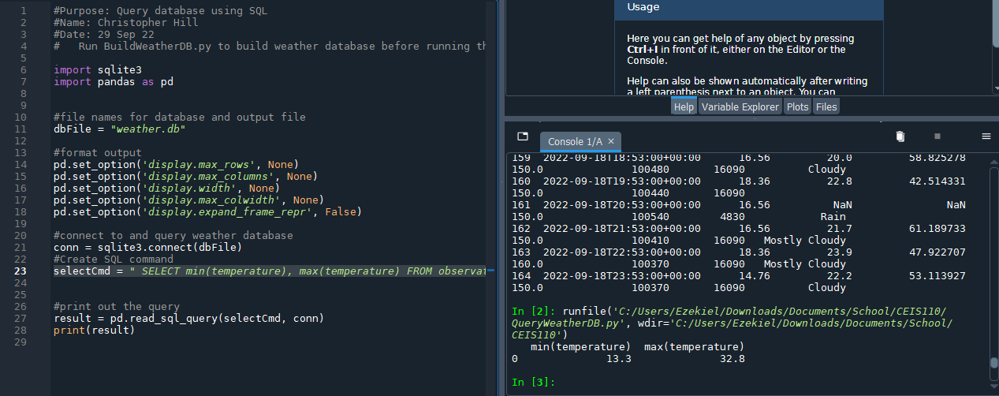 1 #Purpose: Query database using SQL
2 #Name: Christopher Hill
3 #Date: 29 Sep 22
4 #   Run BuildWeatherDB.py to build weather database before running th
5
6 import sqlite3
7 import pandas as pd
8
9
10 #file names for database and output file
11 dbFile = "weather.db"
12
13 #format output
14 pd.set_option('display.max_rows', None)
15 pd.set_option('display.max_columns', None)
16 pd.set_option('display.width', None)
17 pd.set_option('display.max_colwidth', None)
18 pd.set_option('display.expand_frame_repr', False)
19
20 #connect to and query weather database
21 conn = sqlite3.connect(dbFile)
22 #Create SQL command
23 selectCmd = " SELECT min(temperature), max(temperature) FROM observat
24
25
26 #print out the query
27 result = pd.read_sql_query(selectCmd, conn)
28 print(result)
29
Usage
Here you can get help of any object by pressing
Ctrl+I in front of it, either on the Editor or the
Console.
Help can also be shown automatically after writing
a left parenthesis next to an object. You can
Help Variable Explorer Plots Files
Console 1/A ×
159 2022-09-18T18:53:00+00:00 16.56 20.0 58.825278
150.0 100480 16090 Cloudy
160 2022-09-18T19:53:00+00:00 18.36 22.8 42.514331
150.0 100440 16090
161 2022-09-18T20:53:00+00:00 16.56 NaN NaN
150.0 100540 4830 Rain
162 2022-09-18T21:53:00+00:00 16.56 21.7 61.189733
150.0 100410 16090 Mostly Cloudy
163 2022-09-18T22:53:00+00:00 18.36 23.9 47.922707
160.0 100370 16090 Mostly Cloudy
164 2022-09-18T23:53:00+00:00 14.76 22.2 53.113927
150.0 100370 16090 Cloudy
In [2]: runfile('C:/Users/Ezekiel/Downloads/Documents/School/CEIS110/
QueryWeatherDB.py', wdir='C:/Users/Ezekiel/Downloads/Documents/School/
CEIS110')
min(temperature) max(temperature)
0 13.3 32.8
In [3]: